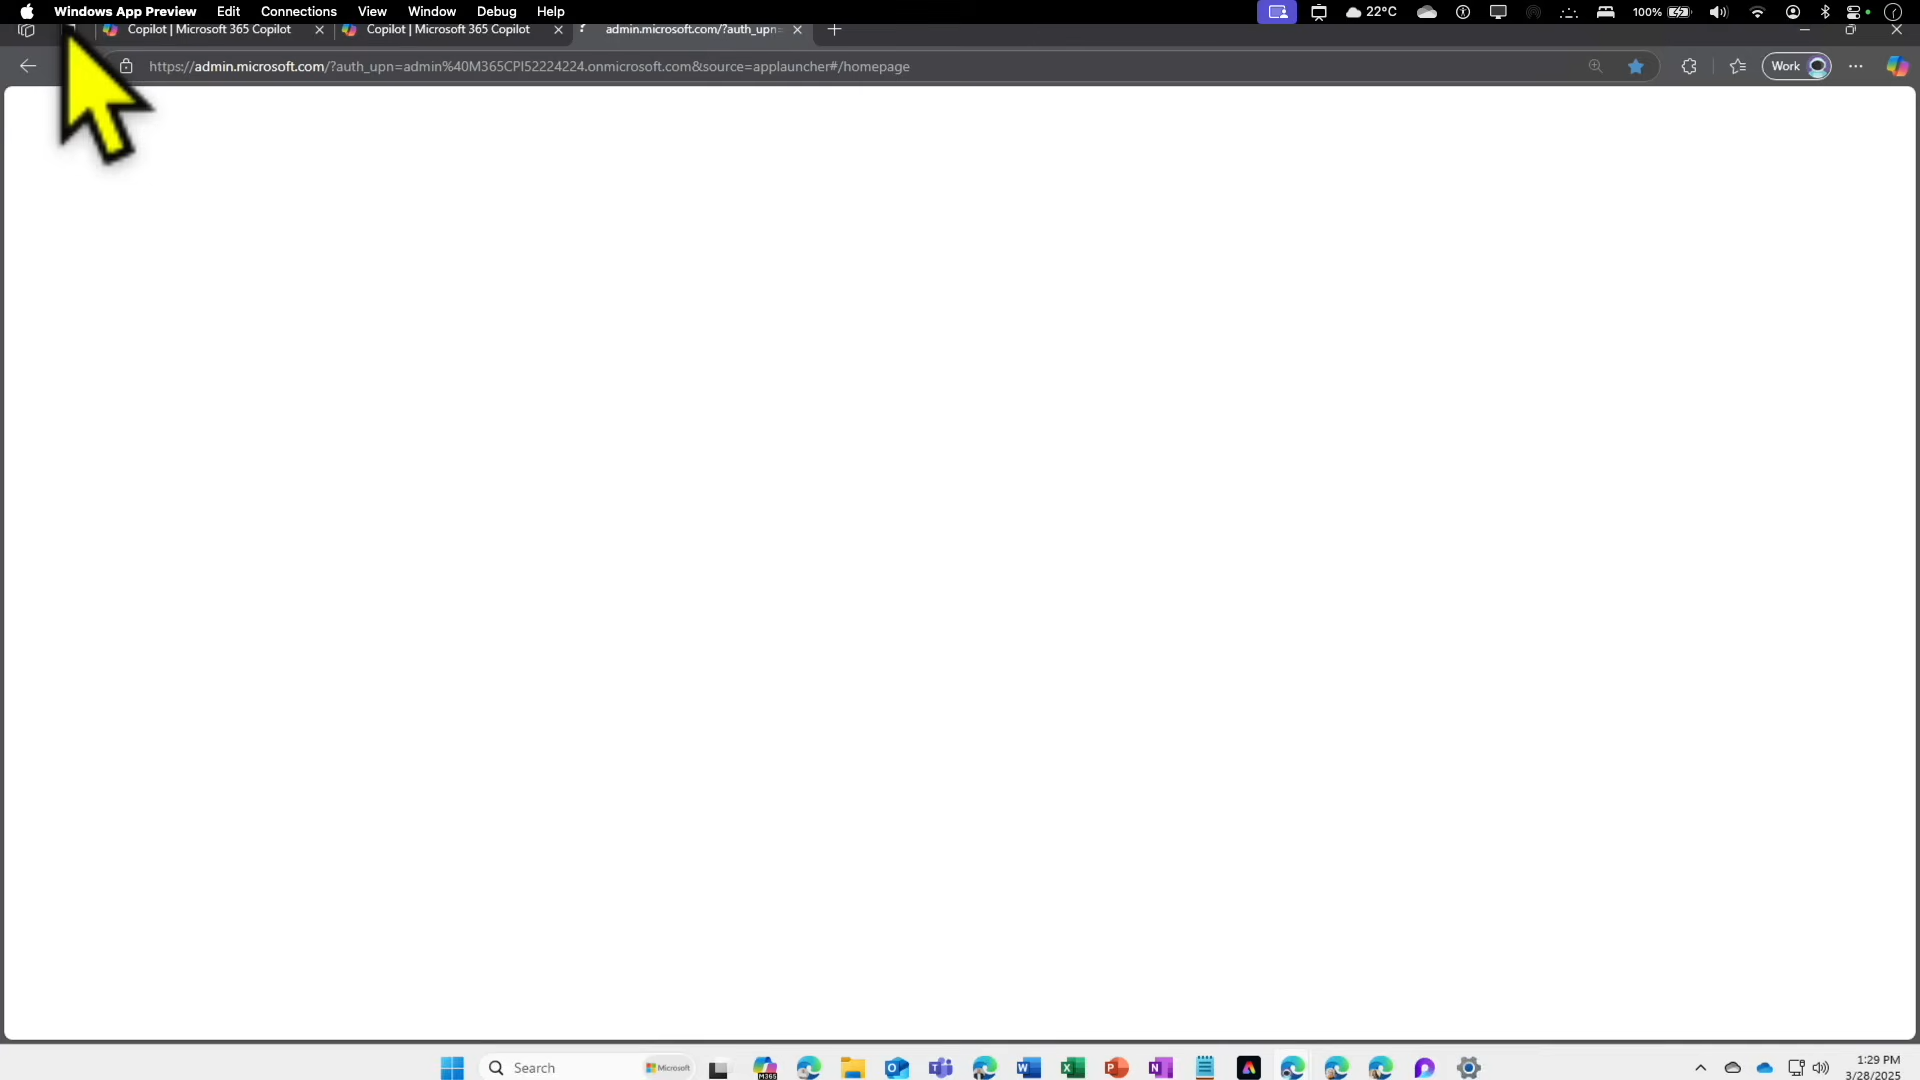 Windows App Preview Edit Connections View Window Debug Help 22°C 100%
Copilot | Microsoft 365 Copilot Copilot | Microsoft 365 Copilot admin.microsoft.com/?auth_upn=
https://admin.microsoft.com/?auth_upn=admin%40M365CPI52224224.onmicrosoft.com&source=applauncher#/homepage Work
Search Microsoft M365 1:29 PM
3/28/2025